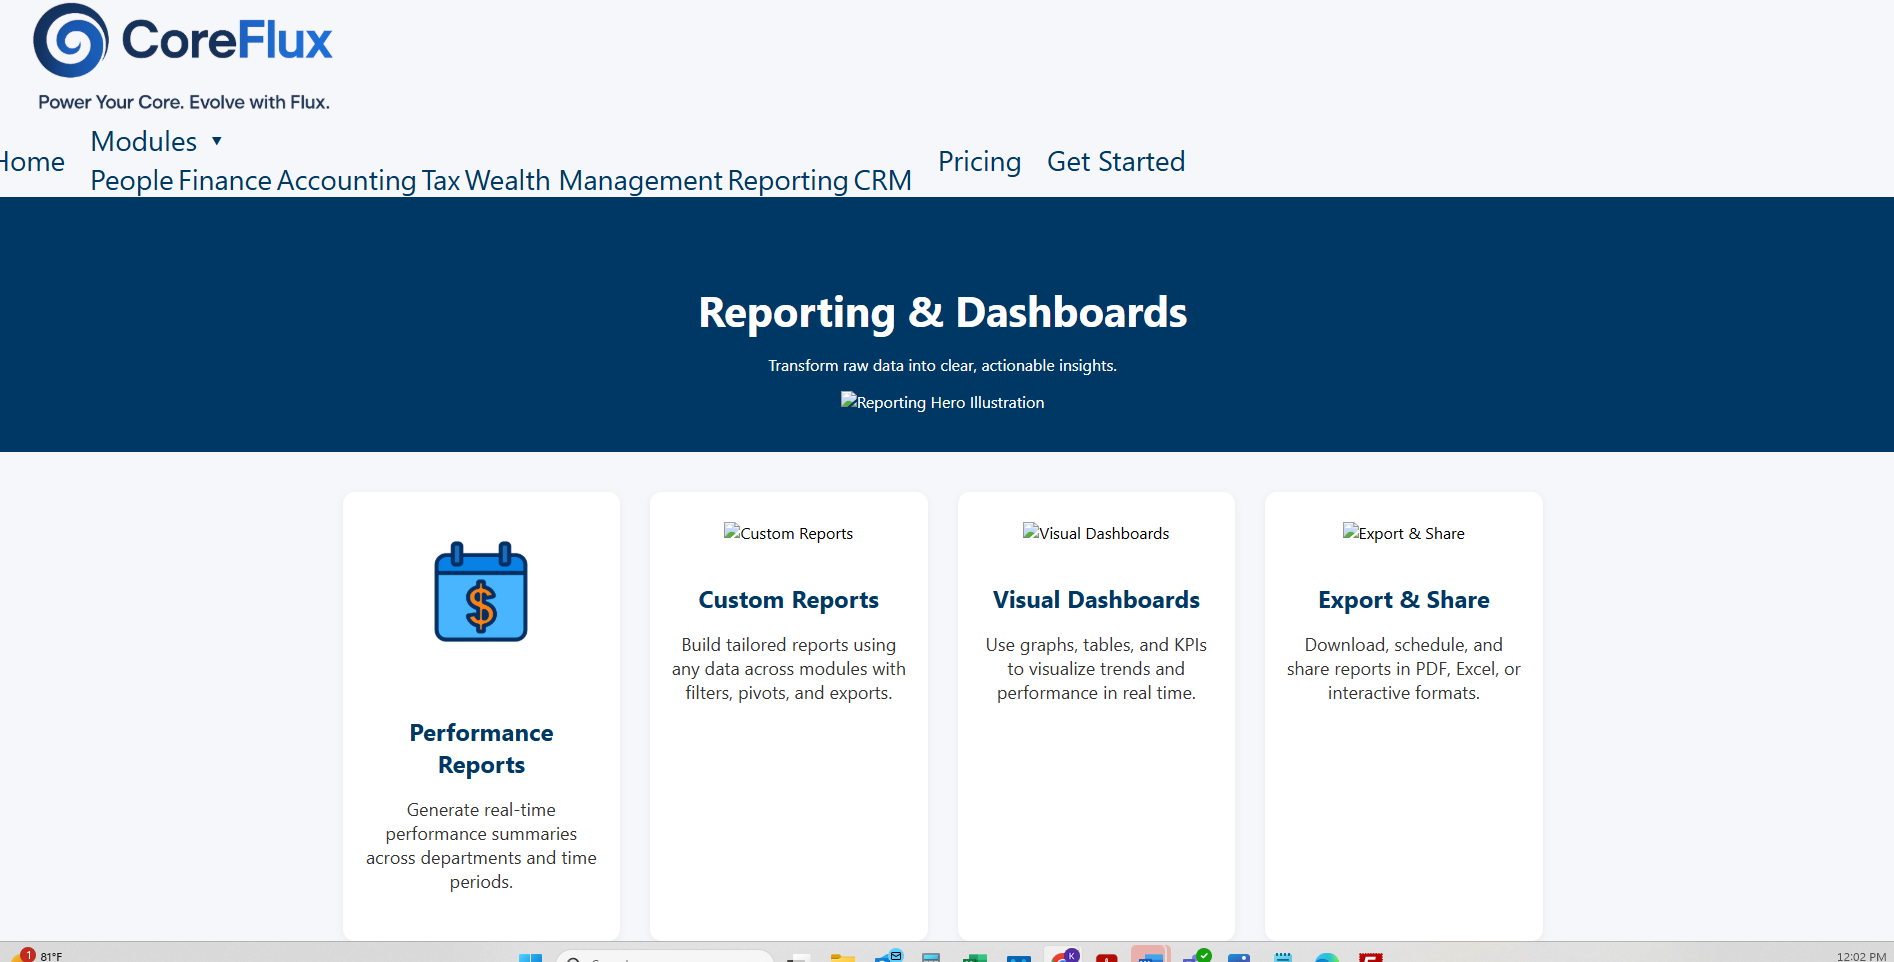 CoreFlux
Power Your Core. Evolve with Flux.
Home
Modules ▼
People Finance Accounting Tax Wealth Management Reporting CRM
Pricing
Get Started
Reporting & Dashboards
Transform raw data into clear, actionable insights.
Reporting Hero Illustration
$
Performance
Reports
Generate real-time
performance summaries
across departments and time
periods.
Custom Reports
Custom Reports
Build tailored reports using
any data across modules with
filters, pivots, and exports.
Visual Dashboards
Visual Dashboards
Use graphs, tables, and KPIs
to visualize trends and
performance in real time.
Export & Share
Export & Share
Download, schedule, and
share reports in PDF, Excel, or
interactive formats.
1
81°F
K
12:02 PM